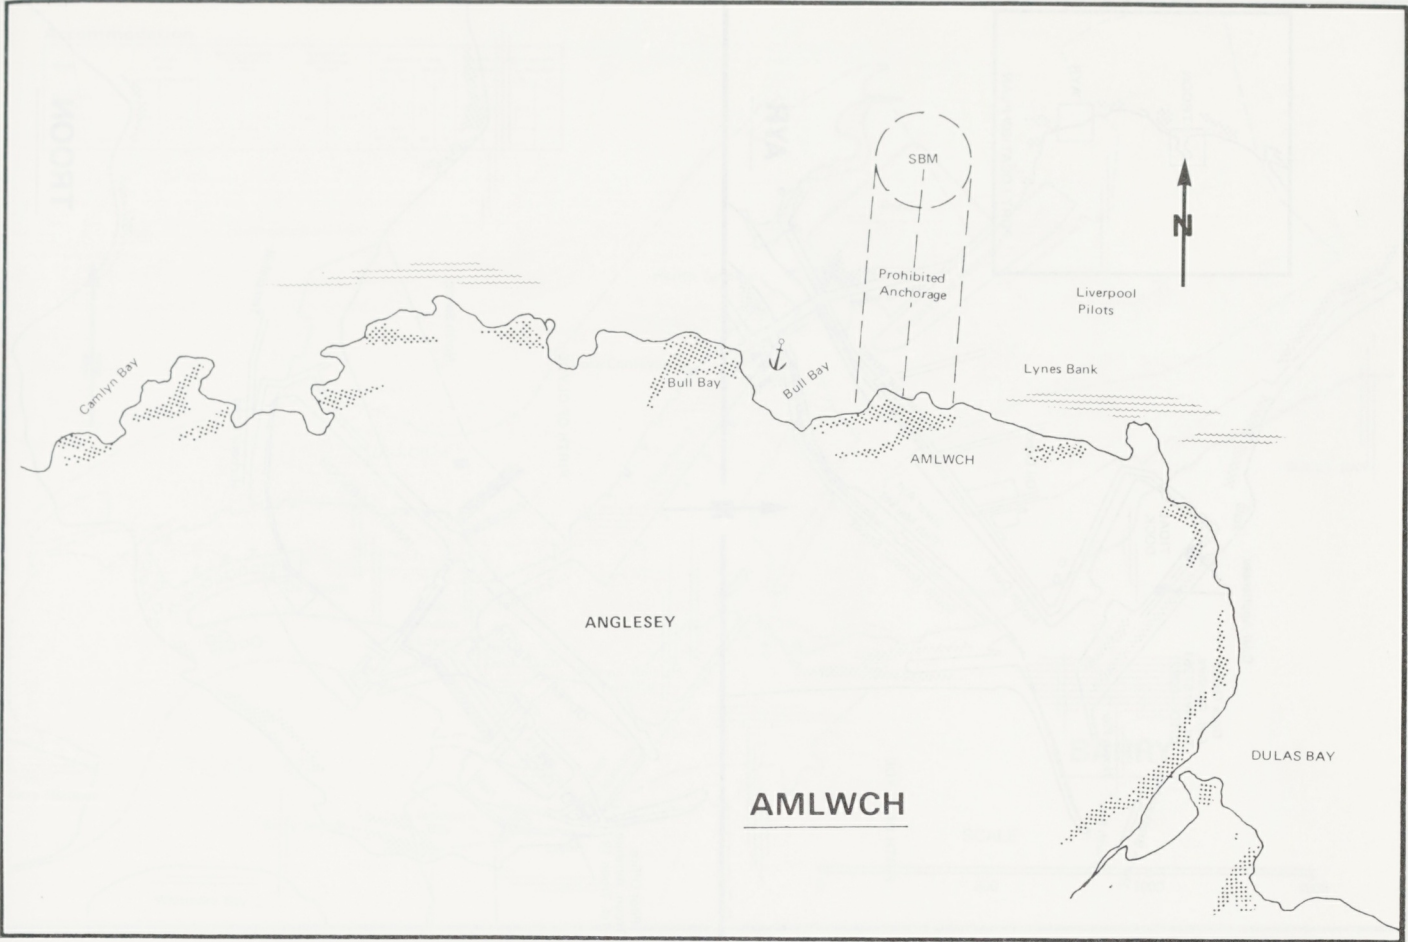 SBM
N
Prohibited
Anchorage
Liverpool
Pilots
Camlyn Bay
Bull Bay
Bull Bay
Lynes Bank
AMLWCH
ANGLESEY
DULAS BAY
AMLWCH